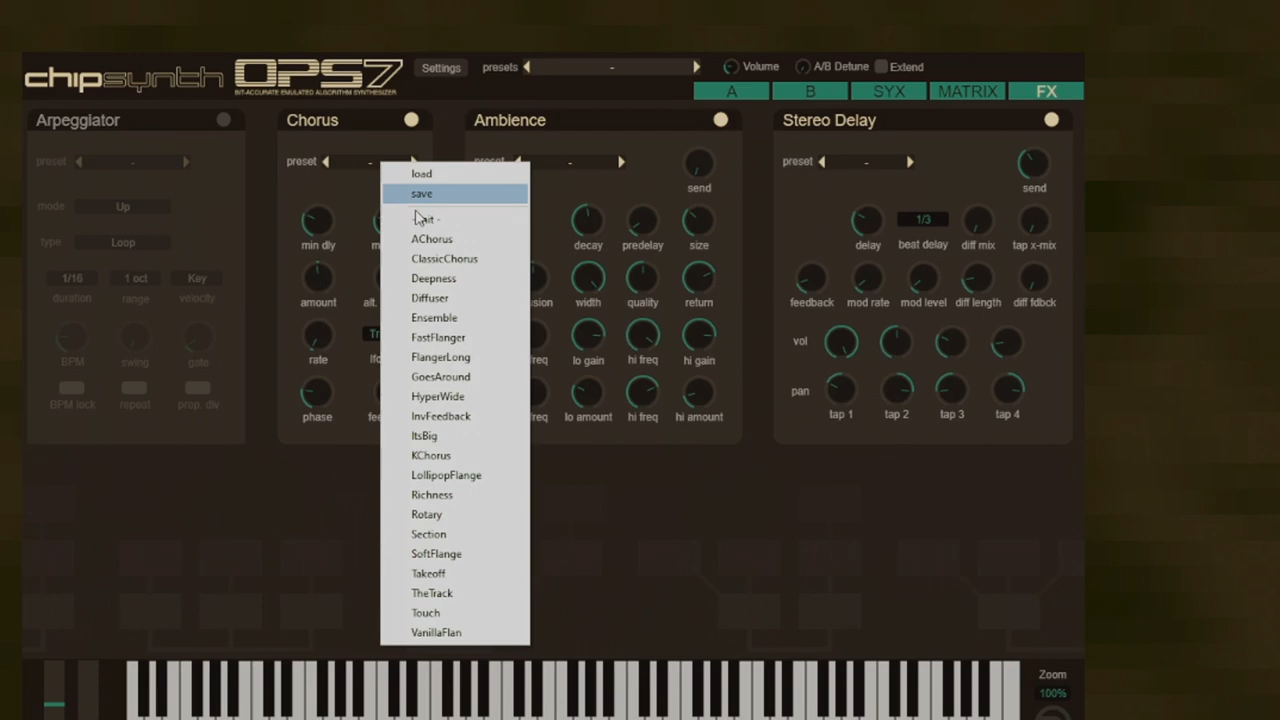 chipsynth OPS7 Settings presets - Volume A/B Detune Extend
BIT-ACCURATE EMULATED ALGORITHM SYNTHESIZER
A B SYX MATRIX FX
Arpeggiator
preset -
mode Up
type Loop
1/16 1 oct Key
duration range velocity
BPM swing gate
BPM lock repeat prop. div
Chorus
preset -
min dly
amount alt.
rate
phase
load
save
AChorus
ClassicChorus
Deepness
Diffuser
Ensemble
FastFlanger
FlangerLong
GoesAround
HyperWide
InvFeedback
ItsBig
KChorus
LollipopFlange
Richness
Rotary
Section
SoftFlange
Takeoff
TheTrack
Touch
VanillaFlan
Ambience
-
send
decay predelay size
width quality return
lo gain hi freq hi gain
lo amount hi freq hi amount
Stereo Delay
preset -
send
1/3
delay beat delay diff mix tap x-mix
feedback mod rate mod level diff length diff fdbck
vol
pan
tap 1 tap 2 tap 3 tap 4
Zoom
100%